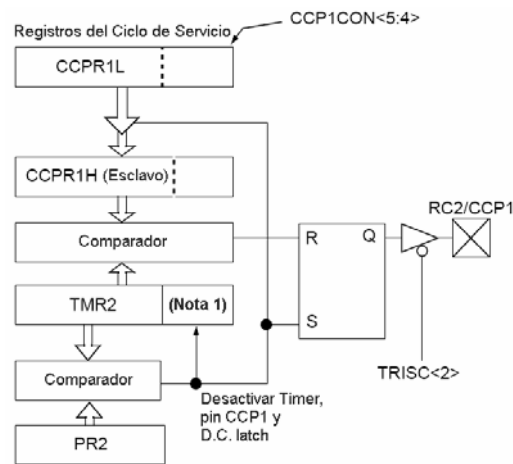 CCP1CON<5:4>
Registros del Ciclo de Servicio
CCPR1L
CCPR1H (Esclavo)
RC2/CCP1
Comparador
R
Q
TMR2
(Nota 1)
S
Comparador
TRISC<2>
Desactivar Timer,
pin CCP1 y
D.C. latch
PR2